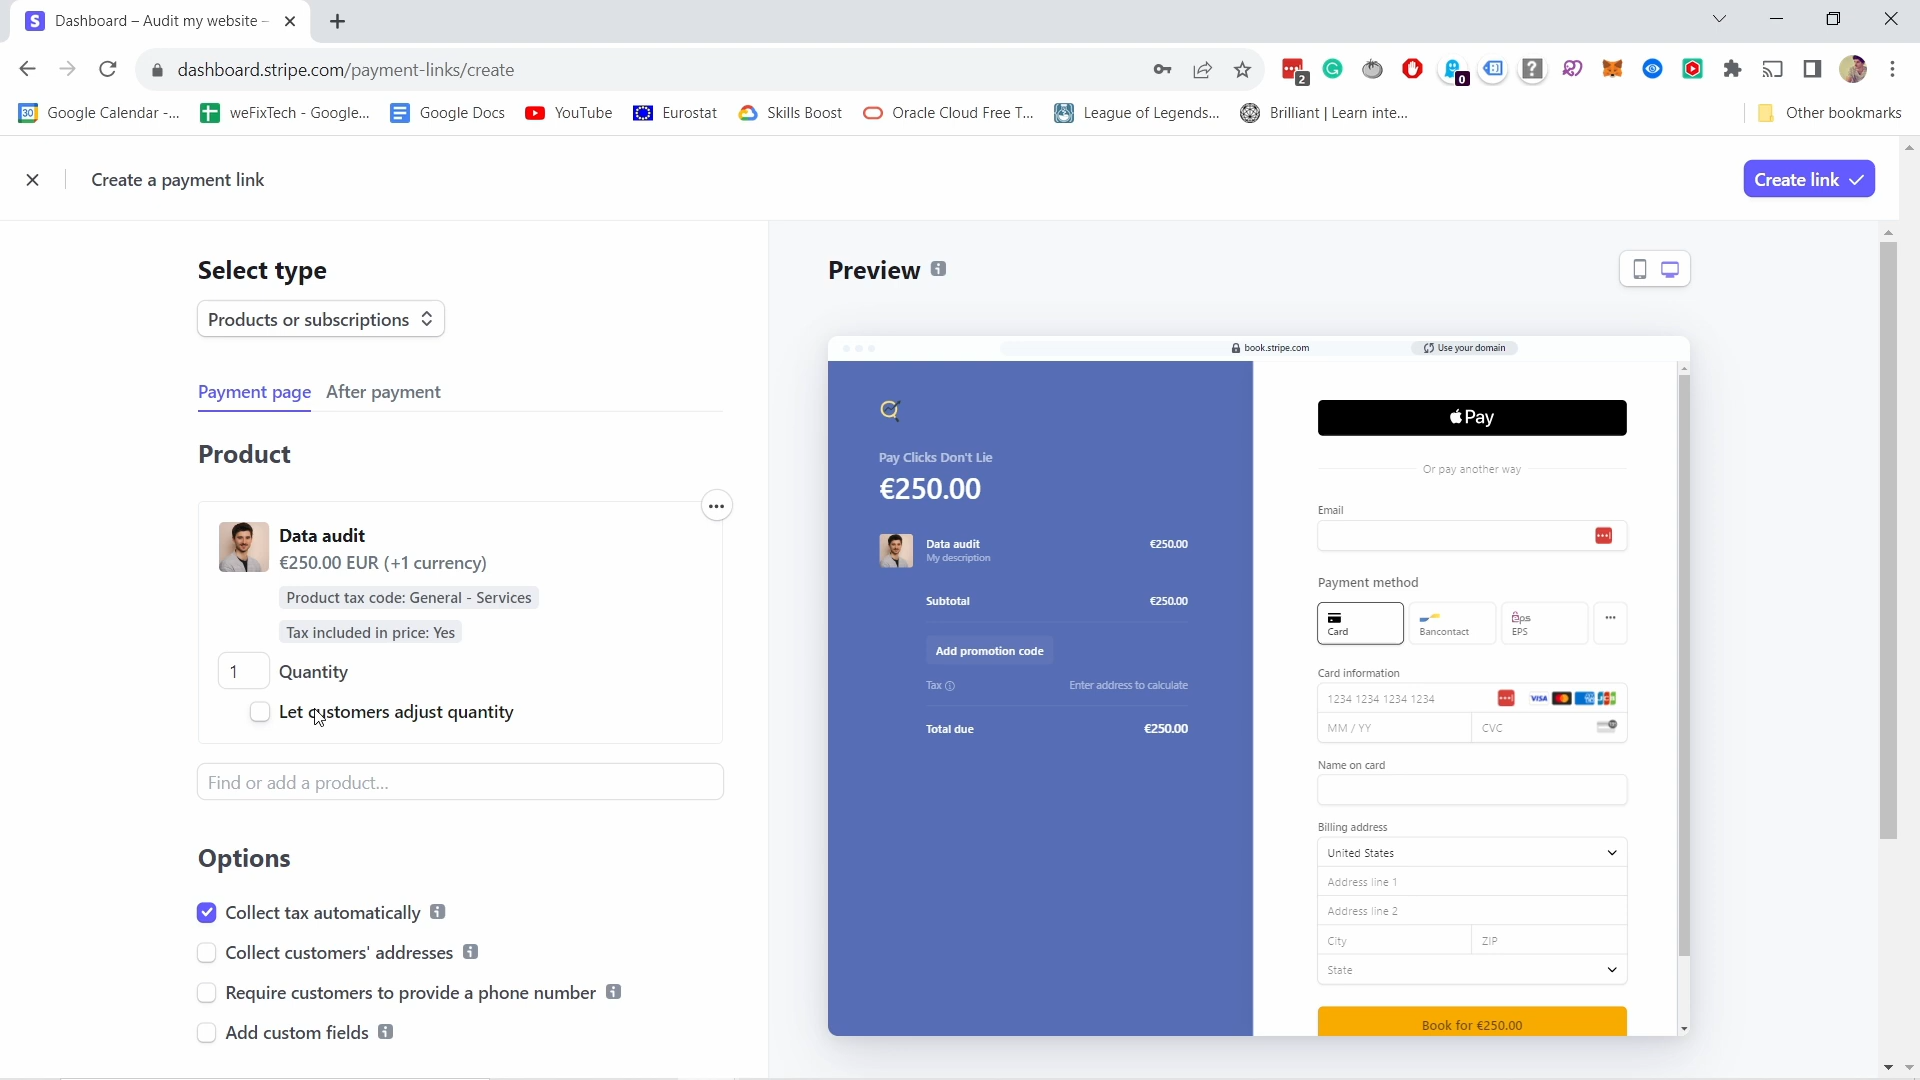 Dashboard – Audit my website –
dashboard.stripe.com/payment-links/create
2
0
30
Google Calendar -...
weFixTech - Google...
Google Docs
YouTube
Eurostat
Skills Boost
Oracle Cloud Free T...
League of Legends...
Brilliant | Learn inte...
Other bookmarks
Create a payment link
Create link
Select type
Products or subscriptions
Payment page
After payment
Product
Data audit
€250.00 EUR (+1 currency)
Product tax code: General - Services
Tax included in price: Yes
1
Quantity
Let customers adjust quantity
Find or add a product...
Options
Collect tax automatically
Collect customers' addresses
Require customers to provide a phone number
Add custom fields
Preview
book.stripe.com
Use your domain
Pay Clicks Don't Lie
€250.00
Data audit
€250.00
My description
Subtotal
€250.00
Add promotion code
Tax
Enter address to calculate
Total due
€250.00
Pay
Or pay another way
Email
Payment method
Card
Bancontact
EPS
Card information
1234 1234 1234 1234
VISA
MM / YY
CVC
Name on card
Billing address
United States
Address line 1
Address line 2
City
ZIP
State
Book for €250.00